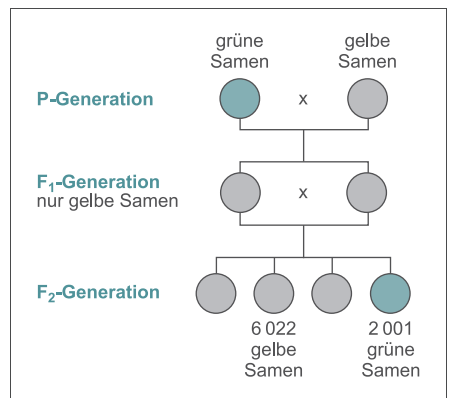 grüne
Samen
gelbe
Samen
P-Generation
x
F₁-Generation
nur gelbe Samen
x
F₂-Generation
6 022
gelbe
Samen
2 001
grüne
Samen